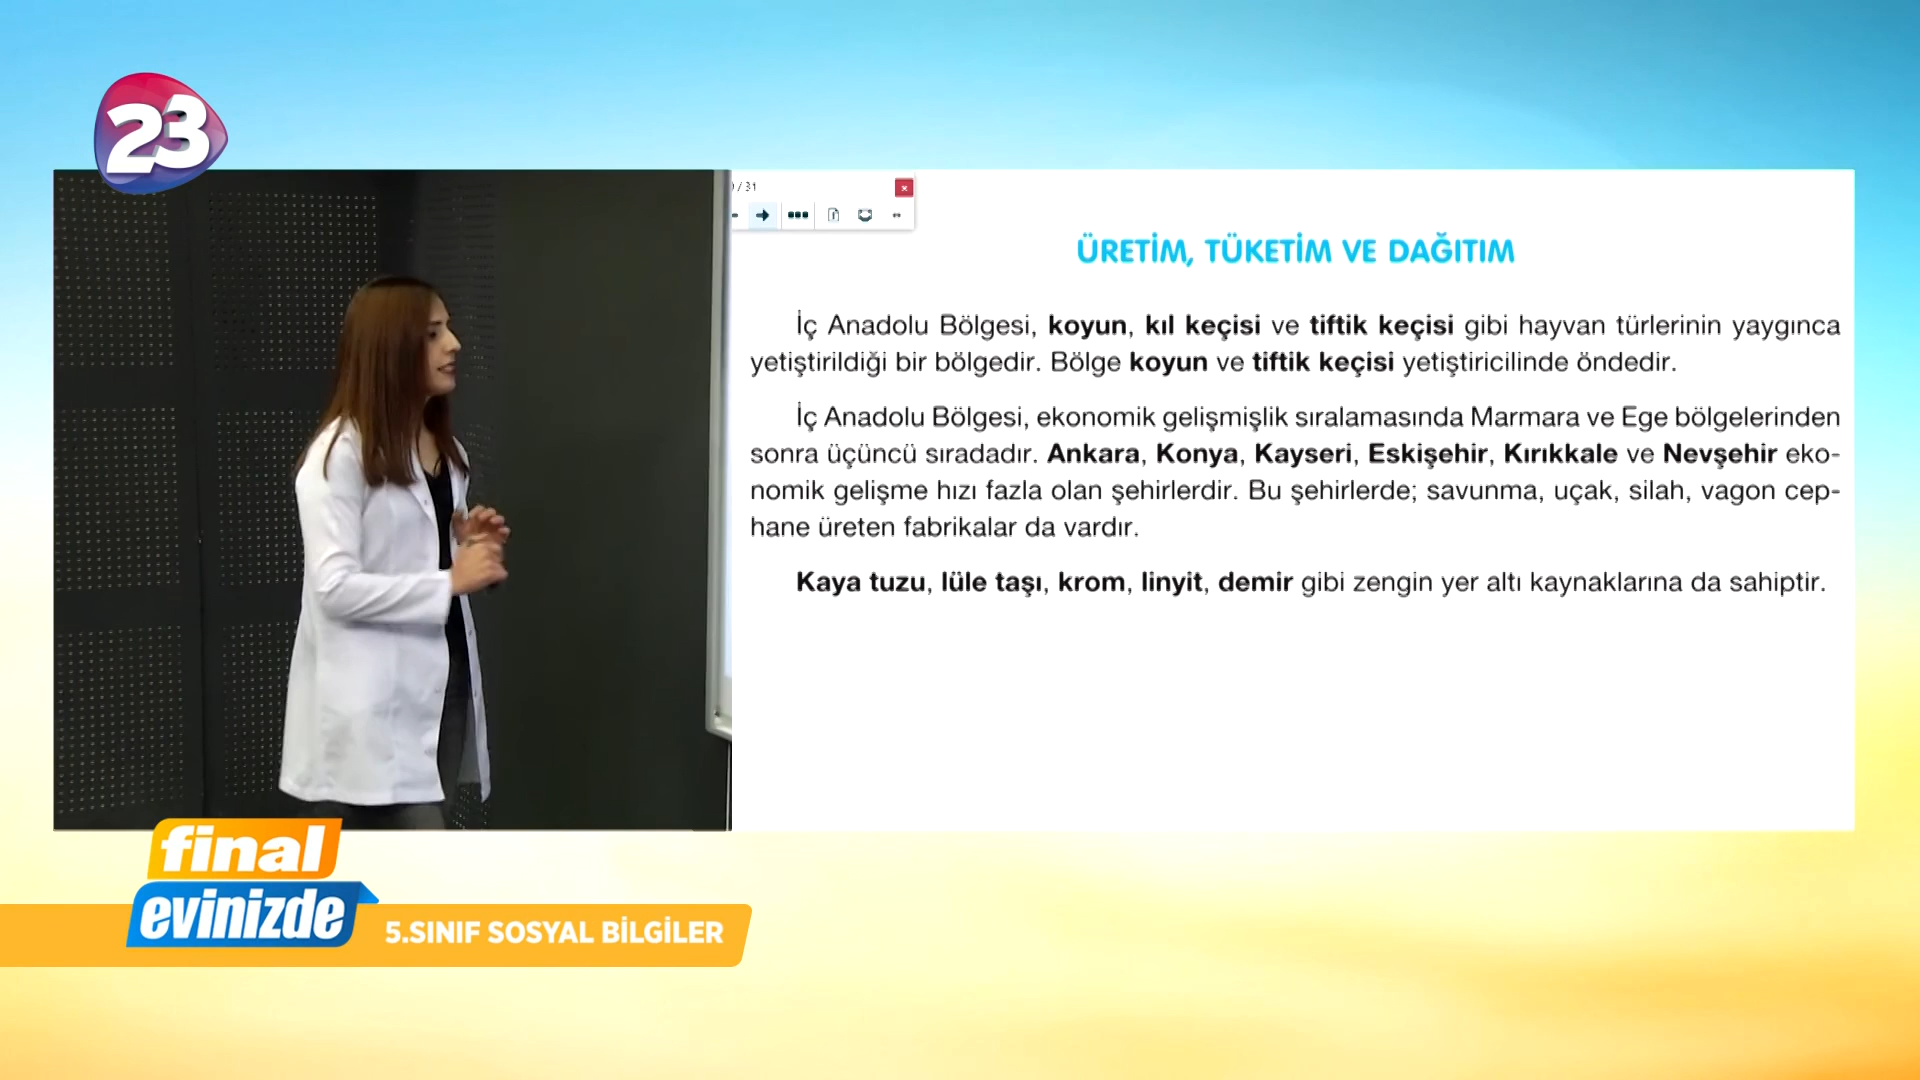 23
/ 31
ÜRETİM, TÜKETİM VE DAĞITIM
İç Anadolu Bölgesi, koyun, kıl keçisi ve tiftik keçisi gibi hayvan türlerinin yaygınca
yetiştirildiği bir bölgedir. Bölge koyun ve tiftik keçisi yetiştiricilinde öndedir.
İç Anadolu Bölgesi, ekonomik gelişmişlik sıralamasında Marmara ve Ege bölgelerinden
sonra üçüncü sıradadır. Ankara, Konya, Kayseri, Eskişehir, Kırıkkale ve Nevşehir eko-
nomik gelişme hızı fazla olan şehirlerdir. Bu şehirlerde; savunma, uçak, silah, vagon cep-
hane üreten fabrikalar da vardır.
Kaya tuzu, lüle taşı, krom, linyit, demir gibi zengin yer altı kaynaklarına da sahiptir.
final
evinizde
5.SINIF SOSYAL BİLGİLER